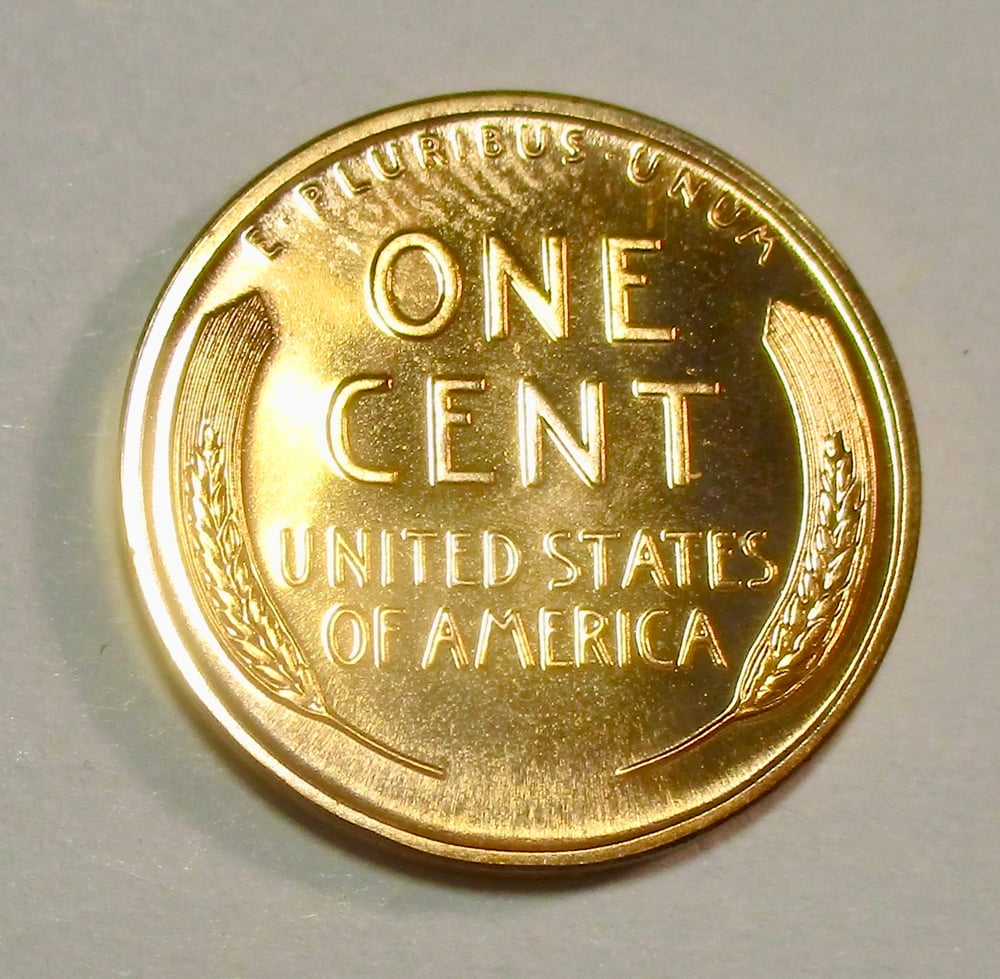 E·PLURIBUS·UNUM
ONE
CENT
UNITED STATES
OF AMERICA